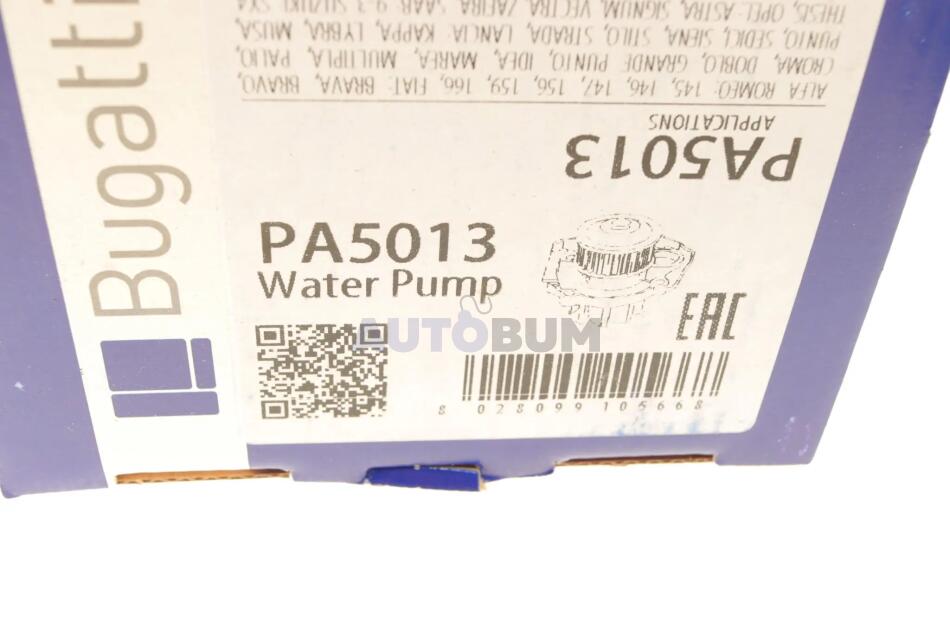 Bugatti
PA5013
Water Pump
EAC
8 028099 105668
AUTOBUM
PA5013
APPLICATIONS
ALFA ROMEO: 145, 146, 147, 156, 159, 166, FIAT: BRAVA, BRAVO,
CROMA, DOBLO, GRANDE PUNTO, IDEA, MAREA, MULTIPLA, PALIO,
PUNTO, SEDICI, SIENA, STILO, STRADA, LANCIA: KAPPA, LYBRA, MUSA,
THESIS, OPEL: ASTRA, SIGNUM, VECTRA, ZAFIRA, SAAB: 9-3 SUZUKI: SX4